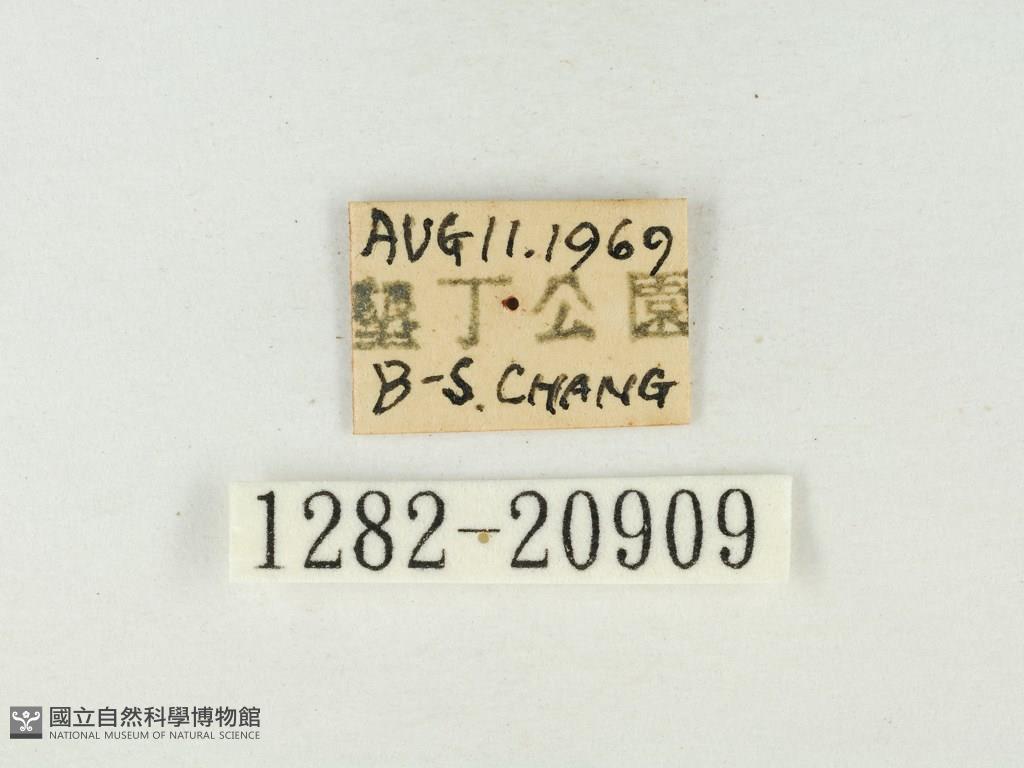 AUG 11. 1969
墾丁公園
B-S. CHANG
1282-20909
國立自然科學博物館
NATIONAL MUSEUM OF NATURAL SCIENCE